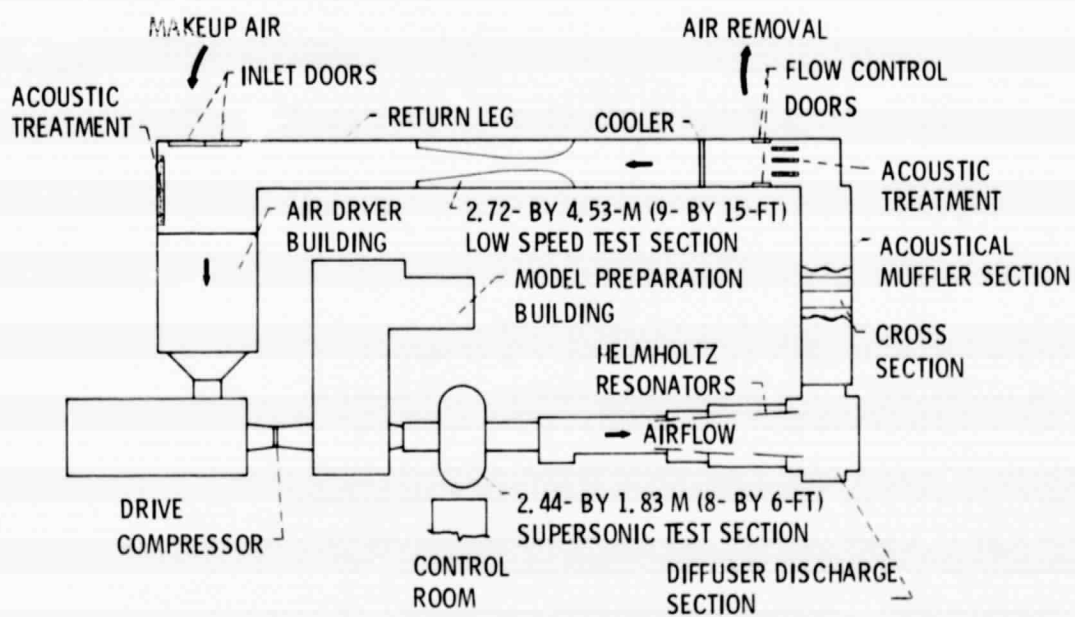 MAKEUP AIR
AIR REMOVAL
INLET DOORS
FLOW CONTROL
DOORS
ACOUSTIC
TREATMENT
RETURN LEG
COOLER
ACOUSTIC
TREATMENT
AIR DRYER
BUILDING
2.72- BY 4.53-M (9- BY 15-FT)
LOW SPEED TEST SECTION
ACOUSTICAL
MUFFLER SECTION
MODEL PREPARATION
BUILDING
CROSS
SECTION
HELMHOLTZ
RESONATORS
AIRFLOW
2.44- BY 1.83 M (8- BY 6-FT)
SUPERSONIC TEST SECTION
DRIVE
COMPRESSOR
CONTROL
ROOM
DIFFUSER DISCHARGE
SECTION